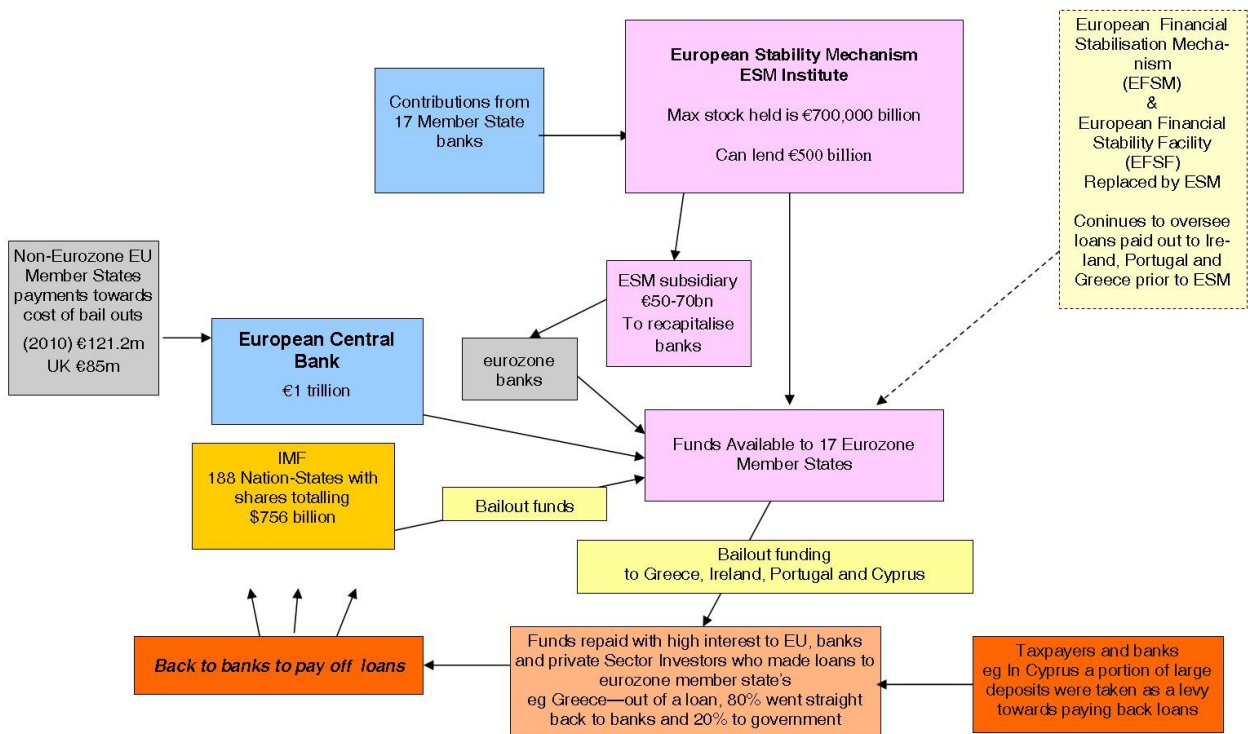 European Stability Mechanism
ESM Institute
Max stock held is €700,000 billion
Can lend €500 billion
Contributions from
17 Member State
banks
European Financial
Stabilisation Mecha-
nism
(EFSM)
&
European Financial
Stability Facility
(EFSF)
Replaced by ESM
Coninues to oversee
loans paid out to Ire-
land, Portugal and
Greece prior to ESM
Non-Eurozone EU
Member States
payments towards
cost of bail outs
(2010) €121.2m
UK €85m
European Central
Bank
€1 trillion
ESM subsidiary
€50-70bn
To recapitalise
banks
eurozone
banks
Funds Available to 17 Eurozone
Member States
IMF
188 Nation-States with
shares totalling
$756 billion
Bailout funds
Bailout funding
to Greece, Ireland, Portugal and Cyprus
Back to banks to pay off loans
Funds repaid with high interest to EU, banks
and private Sector Investors who made loans to
eurozone member state's
eg Greece—out of a loan, 80% went straight
back to banks and 20% to government
Taxpayers and banks
eg In Cyprus a portion of large
deposits were taken as a levy
towards paying back loans